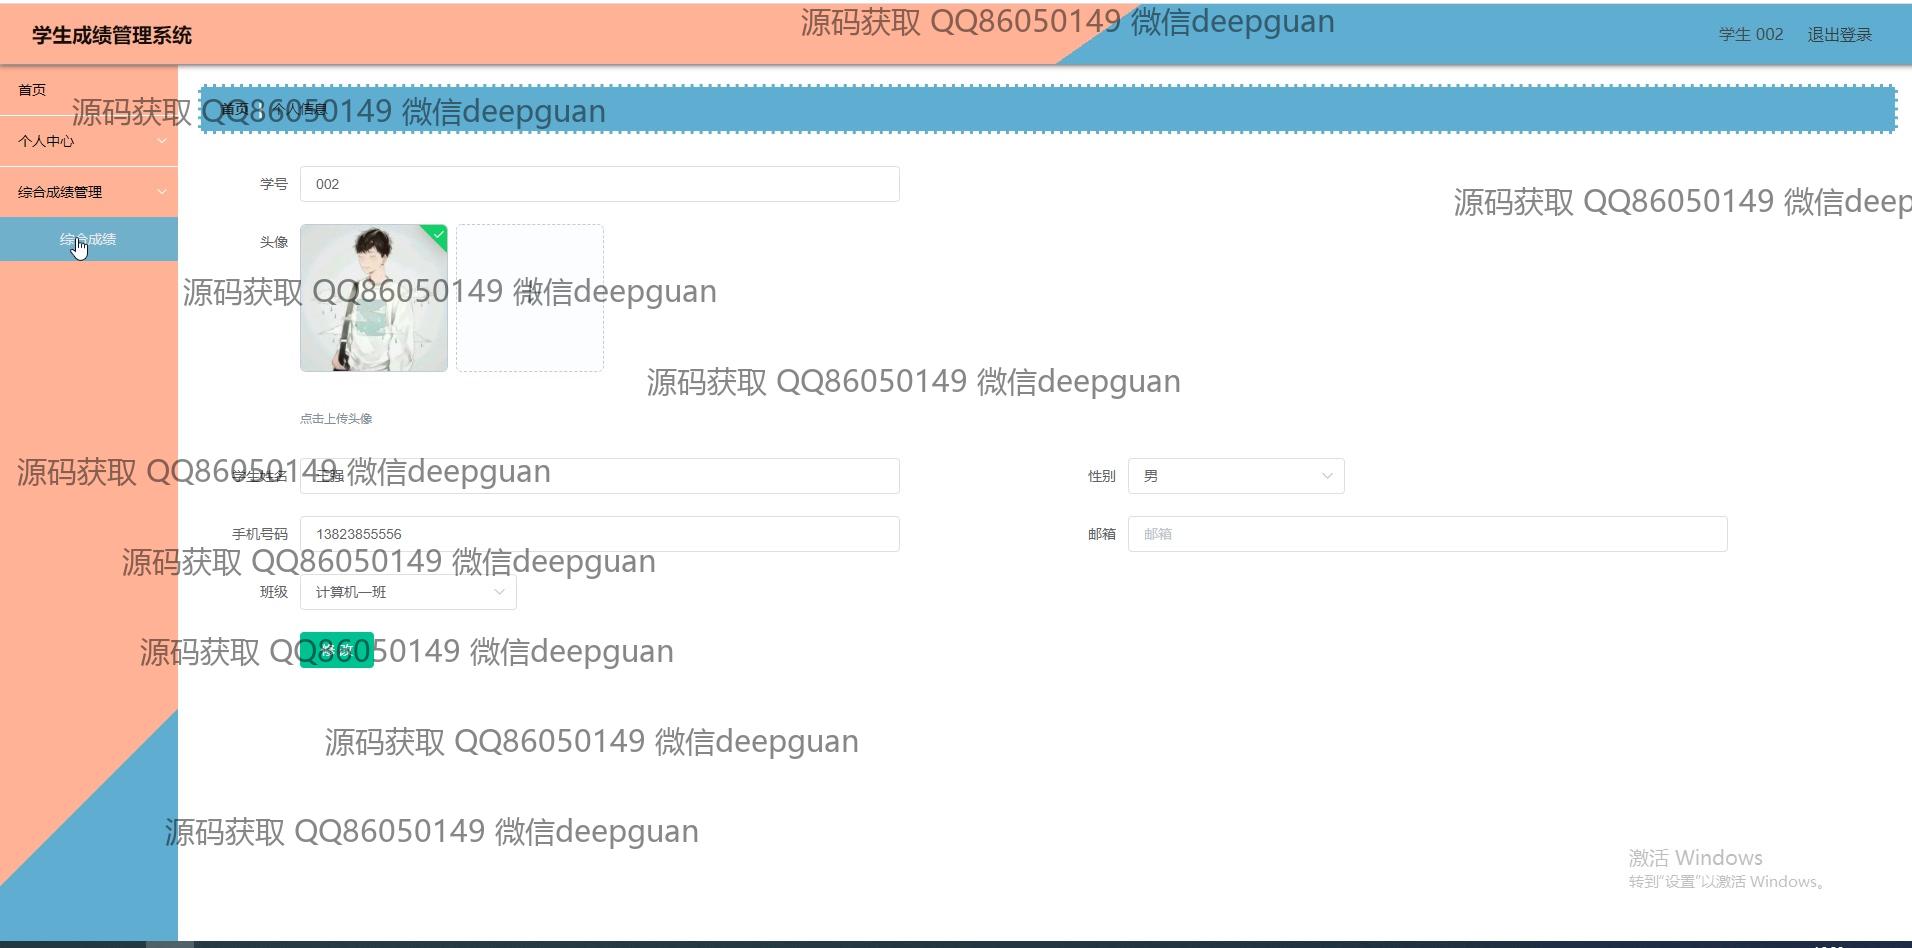 学生成绩管理系统
源码获取 QQ86050149 微信deepguan
学生 002 退出登录
首页
源码获取 QQ86050149 微信deepguan
首页 个人信息
个人中心
学号 002
综合成绩管理
源码获取 QQ86050149 微信deep
综合成绩
头像
源码获取 QQ86050149 微信deepguan
源码获取 QQ86050149 微信deepguan
点击上传头像
源码获取 QQ86050149 微信deepguan
学生姓名 王强
性别 男
手机号码 13823855556
邮箱 邮箱
源码获取 QQ86050149 微信deepguan
班级 计算机一班
源码获取 QQ86050149 微信deepguan
修改
源码获取 QQ86050149 微信deepguan
源码获取 QQ86050149 微信deepguan
激活 Windows
转到“设置”以激活 Windows。